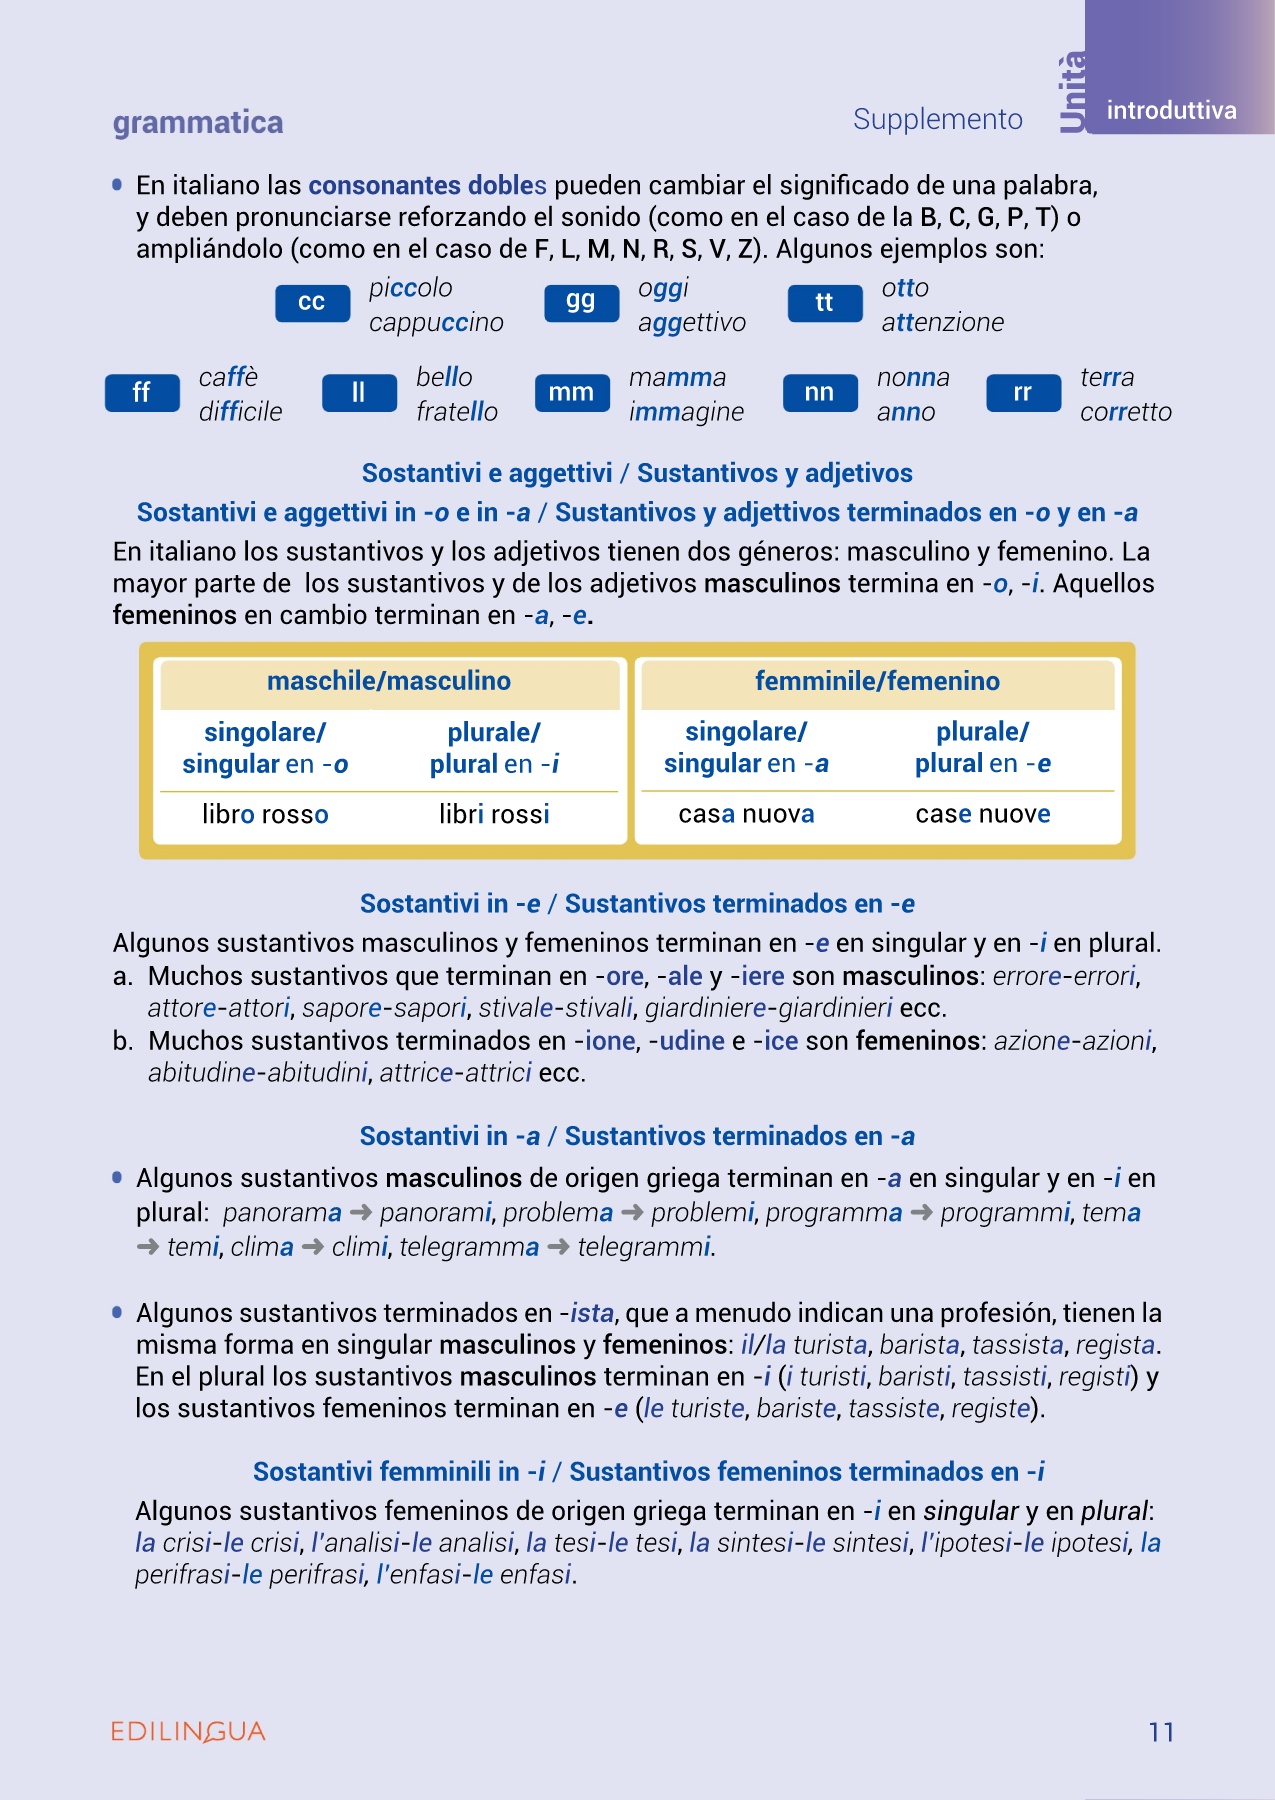 grammatica
Supplemento
Unità
introduttiva
En italiano las consonantes dobles pueden cambiar el significado de una palabra,
y deben pronunciarse reforzando el sonido (como en el caso de la B, C, G, P, T) o
ampliándolo (como en el caso de F, L, M, N, R, S, V, Z). Algunos ejemplos son:
cc
piccolo
cappuccino
gg
oggi
aggettivo
tt
otto
attenzione
ff
caffè
difficile
ll
bello
fratello
mm
mamma
immagine
nn
nonna
anno
rr
terra
corretto
Sostantivi e aggettivi / Sustantivos y adjetivos
Sostantivi e aggettivi in -o e in -a / Sustantivos y adjettivos terminados en -o y en -a
En italiano los sustantivos y los adjetivos tienen dos géneros: masculino y femenino. La
mayor parte de los sustantivos y de los adjetivos masculinos termina en -o, -i. Aquellos
femeninos en cambio terminan en -a, -e.
maschile/masculino
femminile/femenino
singolare/ plurale/ singolare/ plurale/
singular en -o plural en -i singular en -a plural en -e
libro rosso libri rossi casa nuova case nuove
Sostantivi in -e / Sustantivos terminados en -e
Algunos sustantivos masculinos y femeninos terminan en -e en singular y en -i en plural.
a. Muchos sustantivos que terminan en -ore, -ale y -iere son masculinos: errore-errori,
attore-attori, sapore-sapori, stivale-stivali, giardiniere-giardinieri ecc.
b. Muchos sustantivos terminados en -ione, -udine e -ice son femeninos: azione-azioni,
abitudine-abitudini, attrice-attrici ecc.
Sostantivi in -a / Sustantivos terminados en -a
Algunos sustantivos masculinos de origen griega terminan en -a en singular y en -i en
plural: panorama ➜ panorami, problema ➜ problemi, programma ➜ programmi, tema
➜ temi, clima ➜ climi, telegramma ➜ telegrammi.
Algunos sustantivos terminados en -ista, que a menudo indican una profesión, tienen la
misma forma en singular masculinos y femeninos: il/la turista, barista, tassista, regista.
En el plural los sustantivos masculinos terminan en -i (i turisti, baristi, tassisti, registi) y
los sustantivos femeninos terminan en -e (le turiste, bariste, tassiste, registe).
Sostantivi femminili in -i / Sustantivos femeninos terminados en -i
Algunos sustantivos femeninos de origen griega terminan en -i en singular y en plural:
la crisi-le crisi, l'analisi-le analisi, la tesi-le tesi, la sintesi-le sintesi, l'ipotesi-le ipotesi, la
perifrasi-le perifrasi, l'enfasi-le enfasi.
EDILINGUA
11